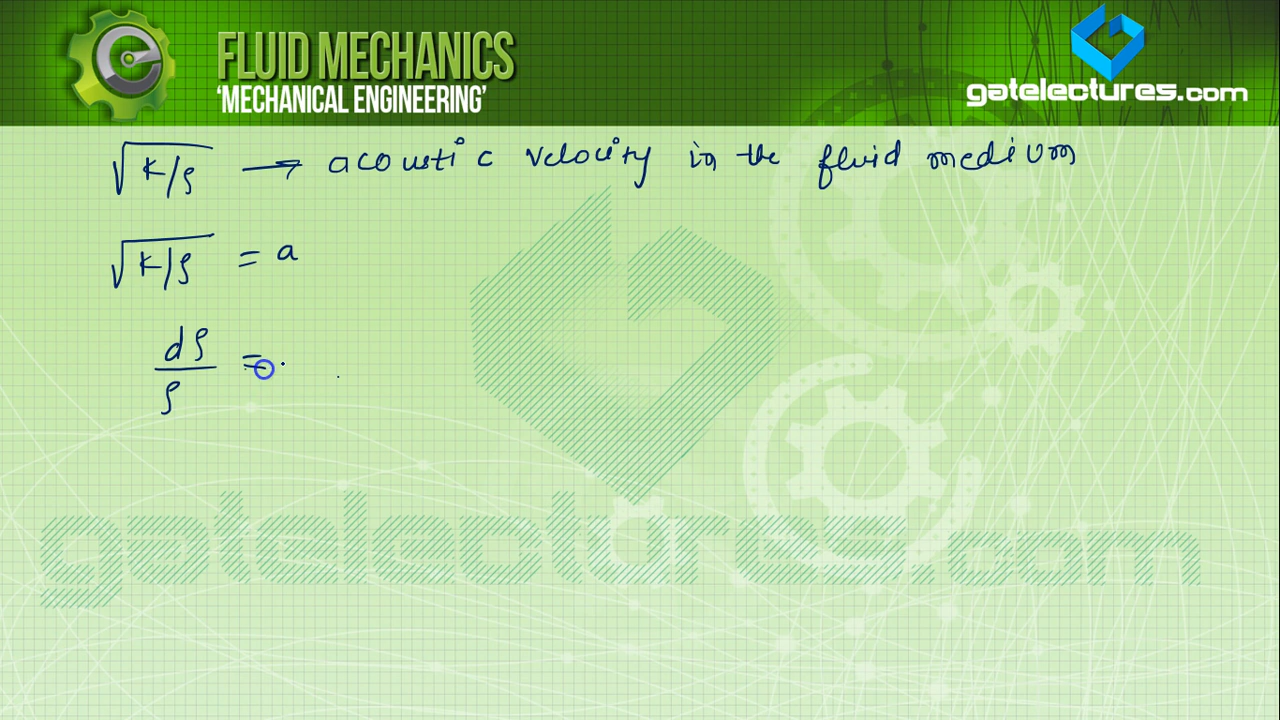 FLUID MECHANICS
'MECHANICAL ENGINEERING'
gatelectures.com
√K/ρ → acoustic velocity in the fluid medium
√K/ρ = a
dρ/ρ =
gatelectures.com